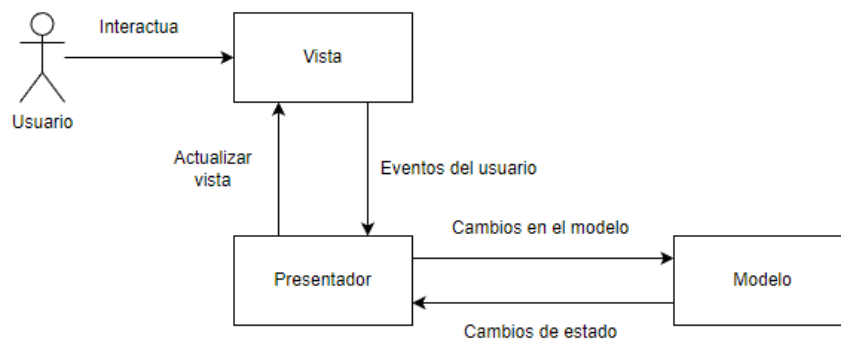 Interactua
Vista
Usuario
Actualizar
vista
Eventos del usuario
Cambios en el modelo
Presentador
Modelo
Cambios de estado